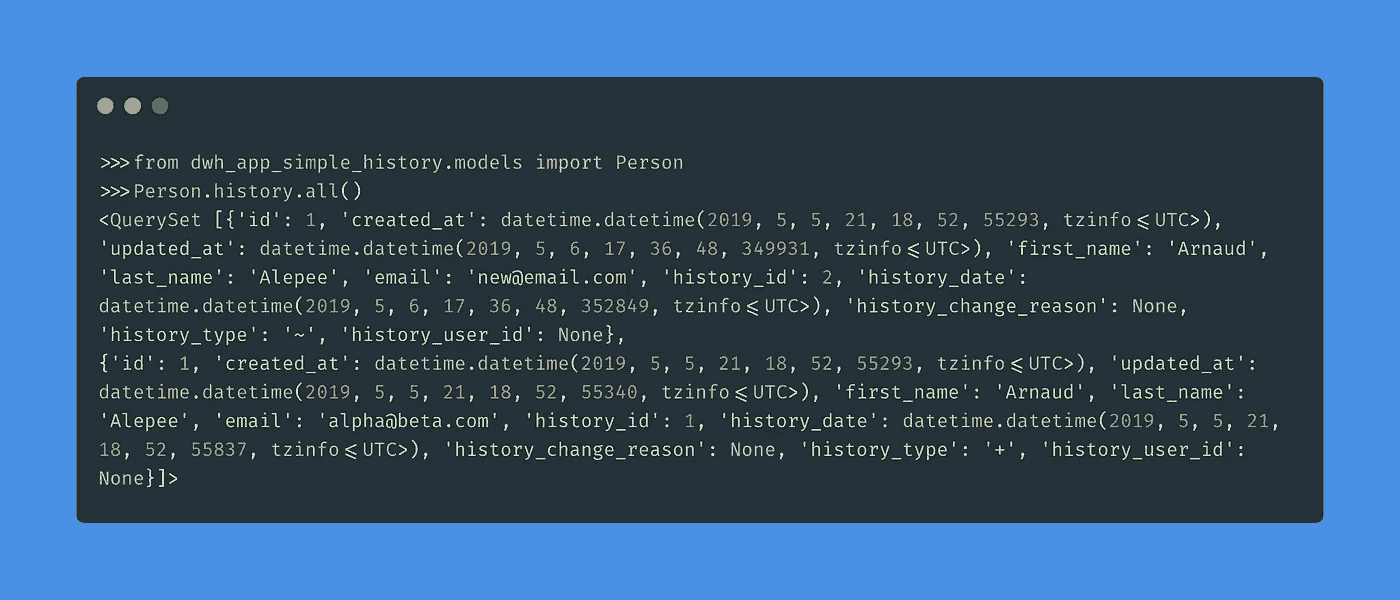 >>>from dwh_app_simple_history.models import Person
>>>Person.history.all()
<QuerySet [{'id': 1, 'created_at': datetime.datetime(2019, 5, 5, 21, 18, 52, 55293, tzinfo<=UTC>),
'updated_at': datetime.datetime(2019, 5, 6, 17, 36, 48, 349931, tzinfo<=UTC>), 'first_name': 'Arnaud',
'last_name': 'Alepee', 'email': 'new@email.com', 'history_id': 2, 'history_date':
datetime.datetime(2019, 5, 6, 17, 36, 48, 352849, tzinfo<=UTC>), 'history_change_reason': None,
'history_type': '~', 'history_user_id': None},
{'id': 1, 'created_at': datetime.datetime(2019, 5, 5, 21, 18, 52, 55293, tzinfo<=UTC>), 'updated_at':
datetime.datetime(2019, 5, 5, 21, 18, 52, 55340, tzinfo<=UTC>), 'first_name': 'Arnaud', 'last_name':
'Alepee', 'email': 'alpha@beta.com', 'history_id': 1, 'history_date': datetime.datetime(2019, 5, 5, 21,
18, 52, 55837, tzinfo<=UTC>), 'history_change_reason': None, 'history_type': '+', 'history_user_id':
None}]>